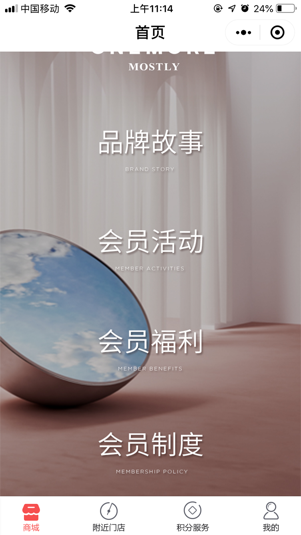 中国移动
上午11:14
24%
首页
ONEMORE
MOSTLY
品牌故事
BRAND STORY
会员活动
MEMBER ACTIVITIES
会员福利
MEMBER BENEFITS
会员制度
MEMBERSHIP POLICY
商城
附近门店
积分服务
我的